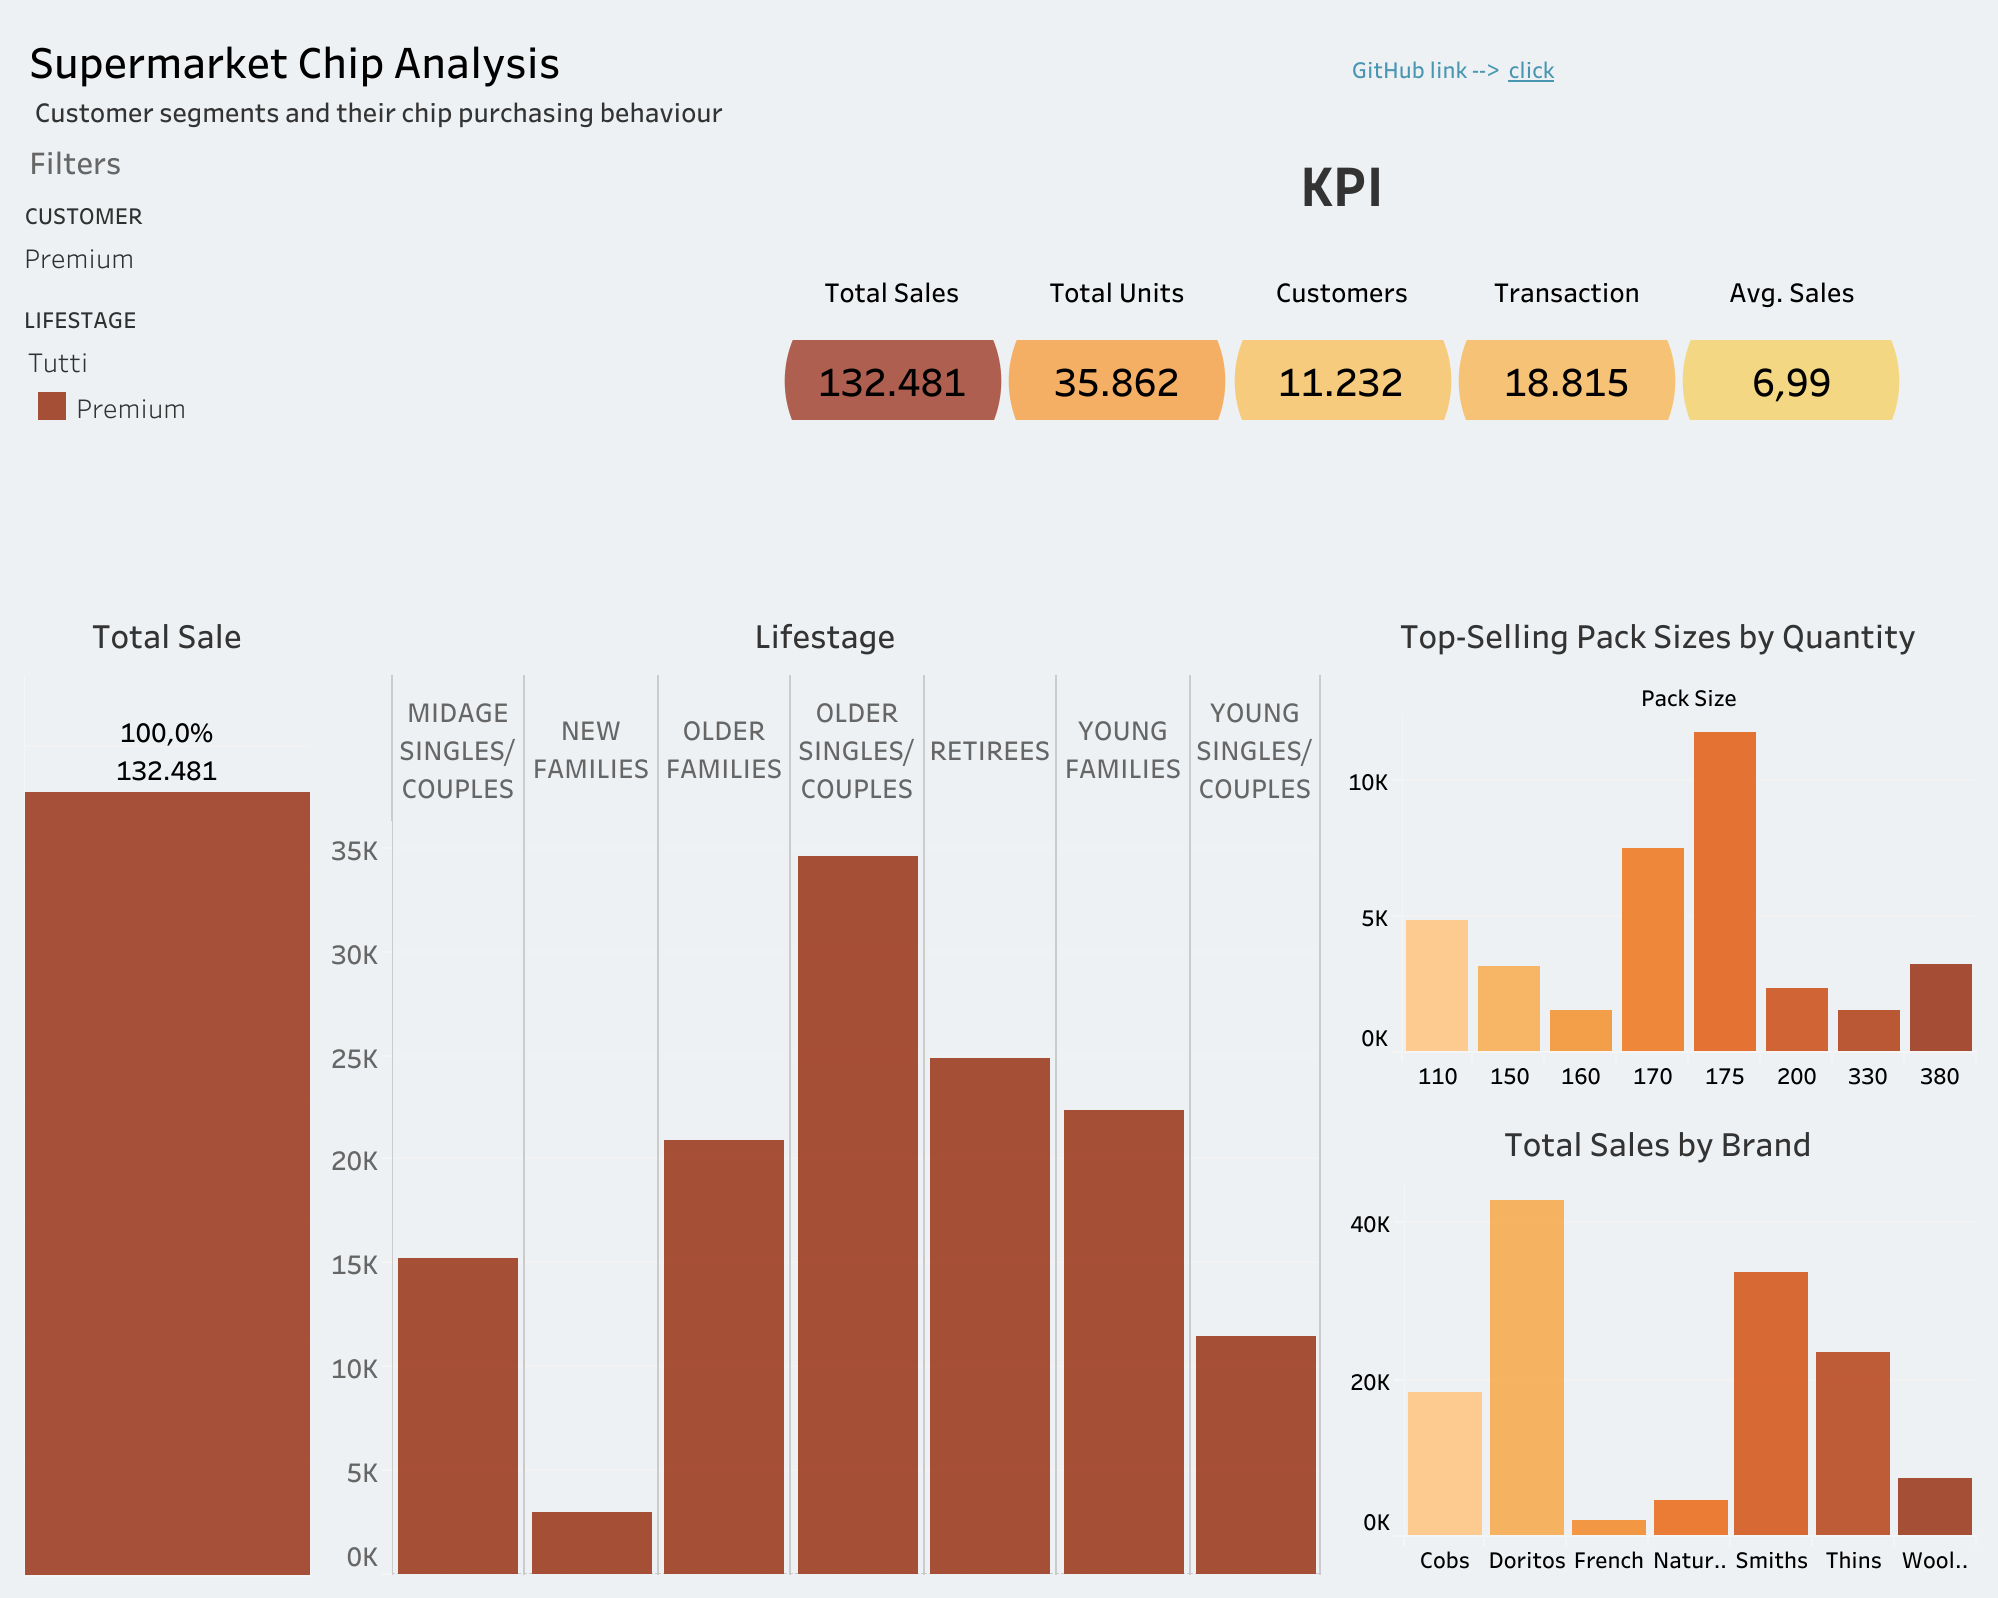 Supermarket Chip Analysis
GitHub link --> click
Customer segments and their chip purchasing behaviour
Filters
KPI
CUSTOMER
Premium
LIFESTAGE
Tutti
Premium
Total Sales
Total Units
Customers
Transaction
Avg. Sales
132.481
35.862
11.232
18.815
6,99
Total Sale
100,0%
132.481
Lifestage
MIDAGE
SINGLES/
COUPLES
NEW
FAMILIES
OLDER
FAMILIES
OLDER
SINGLES/
COUPLES
RETIREES
YOUNG
FAMILIES
YOUNG
SINGLES/
COUPLES
35K
30K
25K
20K
15K
10K
5K
0K
Top-Selling Pack Sizes by Quantity
Pack Size
10K
5K
0K
110
150
160
170
175
200
330
380
Total Sales by Brand
40K
20K
0K
Cobs
Doritos
French
Natur..
Smiths
Thins
Wool..